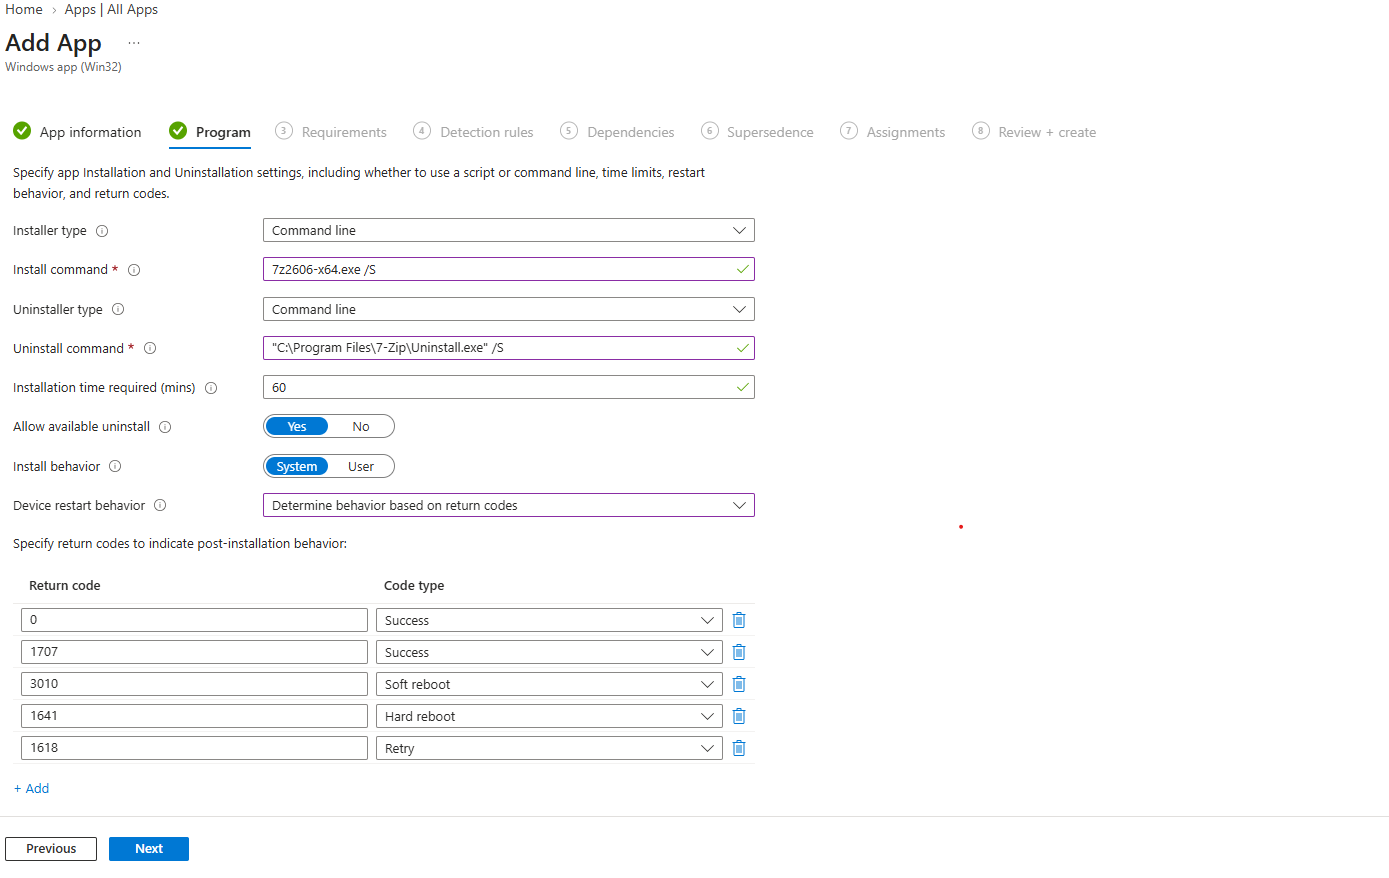 Home > Apps | All Apps
Add App ...
Windows app (Win32)
App information Program 3 Requirements 4 Detection rules 5 Dependencies 6 Supersedence 7 Assignments 8 Review + create
Specify app Installation and Uninstallation settings, including whether to use a script or command line, time limits, restart
behavior, and return codes.
Installer type Command line
Install command * 7z2606-x64.exe /S
Uninstaller type Command line
Uninstall command * "C:\Program Files\7-Zip\Uninstall.exe" /S
Installation time required (mins) 60
Allow available uninstall Yes No
Install behavior System User
Device restart behavior Determine behavior based on return codes
Specify return codes to indicate post-installation behavior:
Return code Code type
0 Success
1707 Success
3010 Soft reboot
1641 Hard reboot
1618 Retry
+ Add
Previous Next